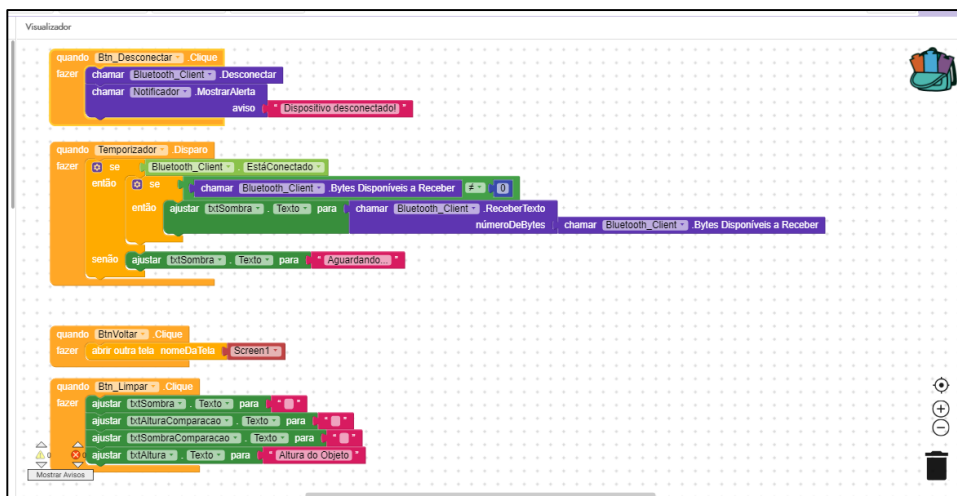 Visualizador
quando Btn_Desconectar .Clique
fazer chamar Bluetooth_Client .Desconectar
chamar Notificador .MostrarAlerta
aviso " Dispositivo desconectado! "
quando Temporizador .Disparo
fazer se Bluetooth_Client . EstáConectado
então se chamar Bluetooth_Client .Bytes Disponíveis a Receber ≠ 0
então ajustar txtSombra . Texto para chamar Bluetooth_Client .ReceberTexto
númeroDeBytes chamar Bluetooth_Client .Bytes Disponíveis a Receber
senão ajustar txtSombra . Texto para " Aguardando... "
quando BtnVoltar .Clique
fazer abrir outra tela nomeDaTela Screen1
quando Btn_Limpar .Clique
fazer ajustar txtSombra . Texto para " "
ajustar txtAlturaComparacao . Texto para " "
ajustar txtSombraComparacao . Texto para " "
0 0 ajustar txtAltura . Texto para " Altura do Objeto "
Mostrar Avisos